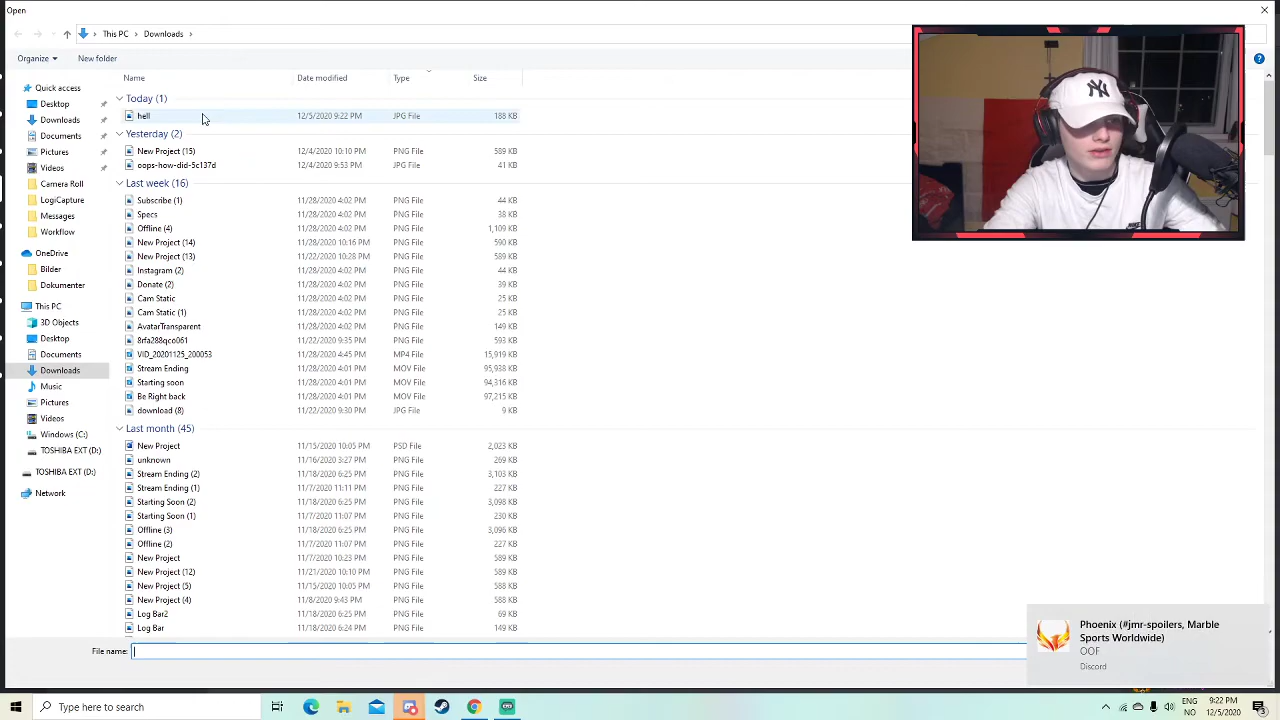 Open
This PC > Downloads >
Organize New folder
Name Date modified Type Size
Quick access
Desktop
Downloads
Documents
Pictures
Videos
Camera Roll
LogiCapture
Messages
Workflow
OneDrive
Bilder
Dokumenter
This PC
3D Objects
Desktop
Documents
Downloads
Music
Pictures
Videos
Windows (C:)
TOSHIBA EXT (D:)
TOSHIBA EXT (D:)
Network
Today (1)
hell 12/5/2020 9:22 PM JPG File 188 KB
Yesterday (2)
New Project (15) 12/4/2020 10:10 PM PNG File 589 KB
oops-how-did-5c137d 12/4/2020 9:53 PM JPG File 41 KB
Last week (16)
Subscribe (1) 11/28/2020 4:02 PM PNG File 44 KB
Specs 11/28/2020 4:02 PM PNG File 38 KB
Offline (4) 11/28/2020 4:02 PM PNG File 1,109 KB
New Project (14) 11/28/2020 10:16 PM PNG File 590 KB
New Project (13) 11/22/2020 10:28 PM PNG File 589 KB
Instagram (2) 11/28/2020 4:02 PM PNG File 44 KB
Donate (2) 11/28/2020 4:02 PM PNG File 39 KB
Cam Static 11/28/2020 4:02 PM PNG File 25 KB
Cam Static (1) 11/28/2020 4:02 PM PNG File 25 KB
AvatarTransparent 11/28/2020 4:02 PM PNG File 149 KB
8rfa288qco061 11/22/2020 9:35 PM PNG File 593 KB
VID_20201125_200053 11/28/2020 4:45 PM MP4 File 15,919 KB
Stream Ending 11/28/2020 4:01 PM MOV File 95,938 KB
Starting soon 11/28/2020 4:01 PM MOV File 94,316 KB
Be Right back 11/28/2020 4:01 PM MOV File 97,215 KB
download (8) 11/22/2020 9:30 PM JPG File 9 KB
Last month (45)
New Project 11/15/2020 10:05 PM PSD File 2,023 KB
unknown 11/16/2020 3:27 PM PNG File 269 KB
Stream Ending (2) 11/18/2020 6:25 PM PNG File 3,103 KB
Stream Ending (1) 11/7/2020 11:11 PM PNG File 227 KB
Starting Soon (2) 11/18/2020 6:25 PM PNG File 3,098 KB
Starting Soon (1) 11/7/2020 11:07 PM PNG File 230 KB
Offline (3) 11/18/2020 6:25 PM PNG File 3,096 KB
Offline (2) 11/7/2020 11:07 PM PNG File 227 KB
New Project 11/7/2020 10:23 PM PNG File 589 KB
New Project (12) 11/21/2020 10:10 PM PNG File 589 KB
New Project (5) 11/15/2020 10:05 PM PNG File 588 KB
New Project (4) 11/8/2020 9:43 PM PNG File 588 KB
Log Bar2 11/18/2020 6:25 PM PNG File 69 KB
Log Bar 11/18/2020 6:24 PM PNG File 149 KB
File name:
Phoenix (#jmr-spoilers, Marble
Sports Worldwide)
OOF
Discord
Type here to search
9:22 PM
NO 12/5/2020
3